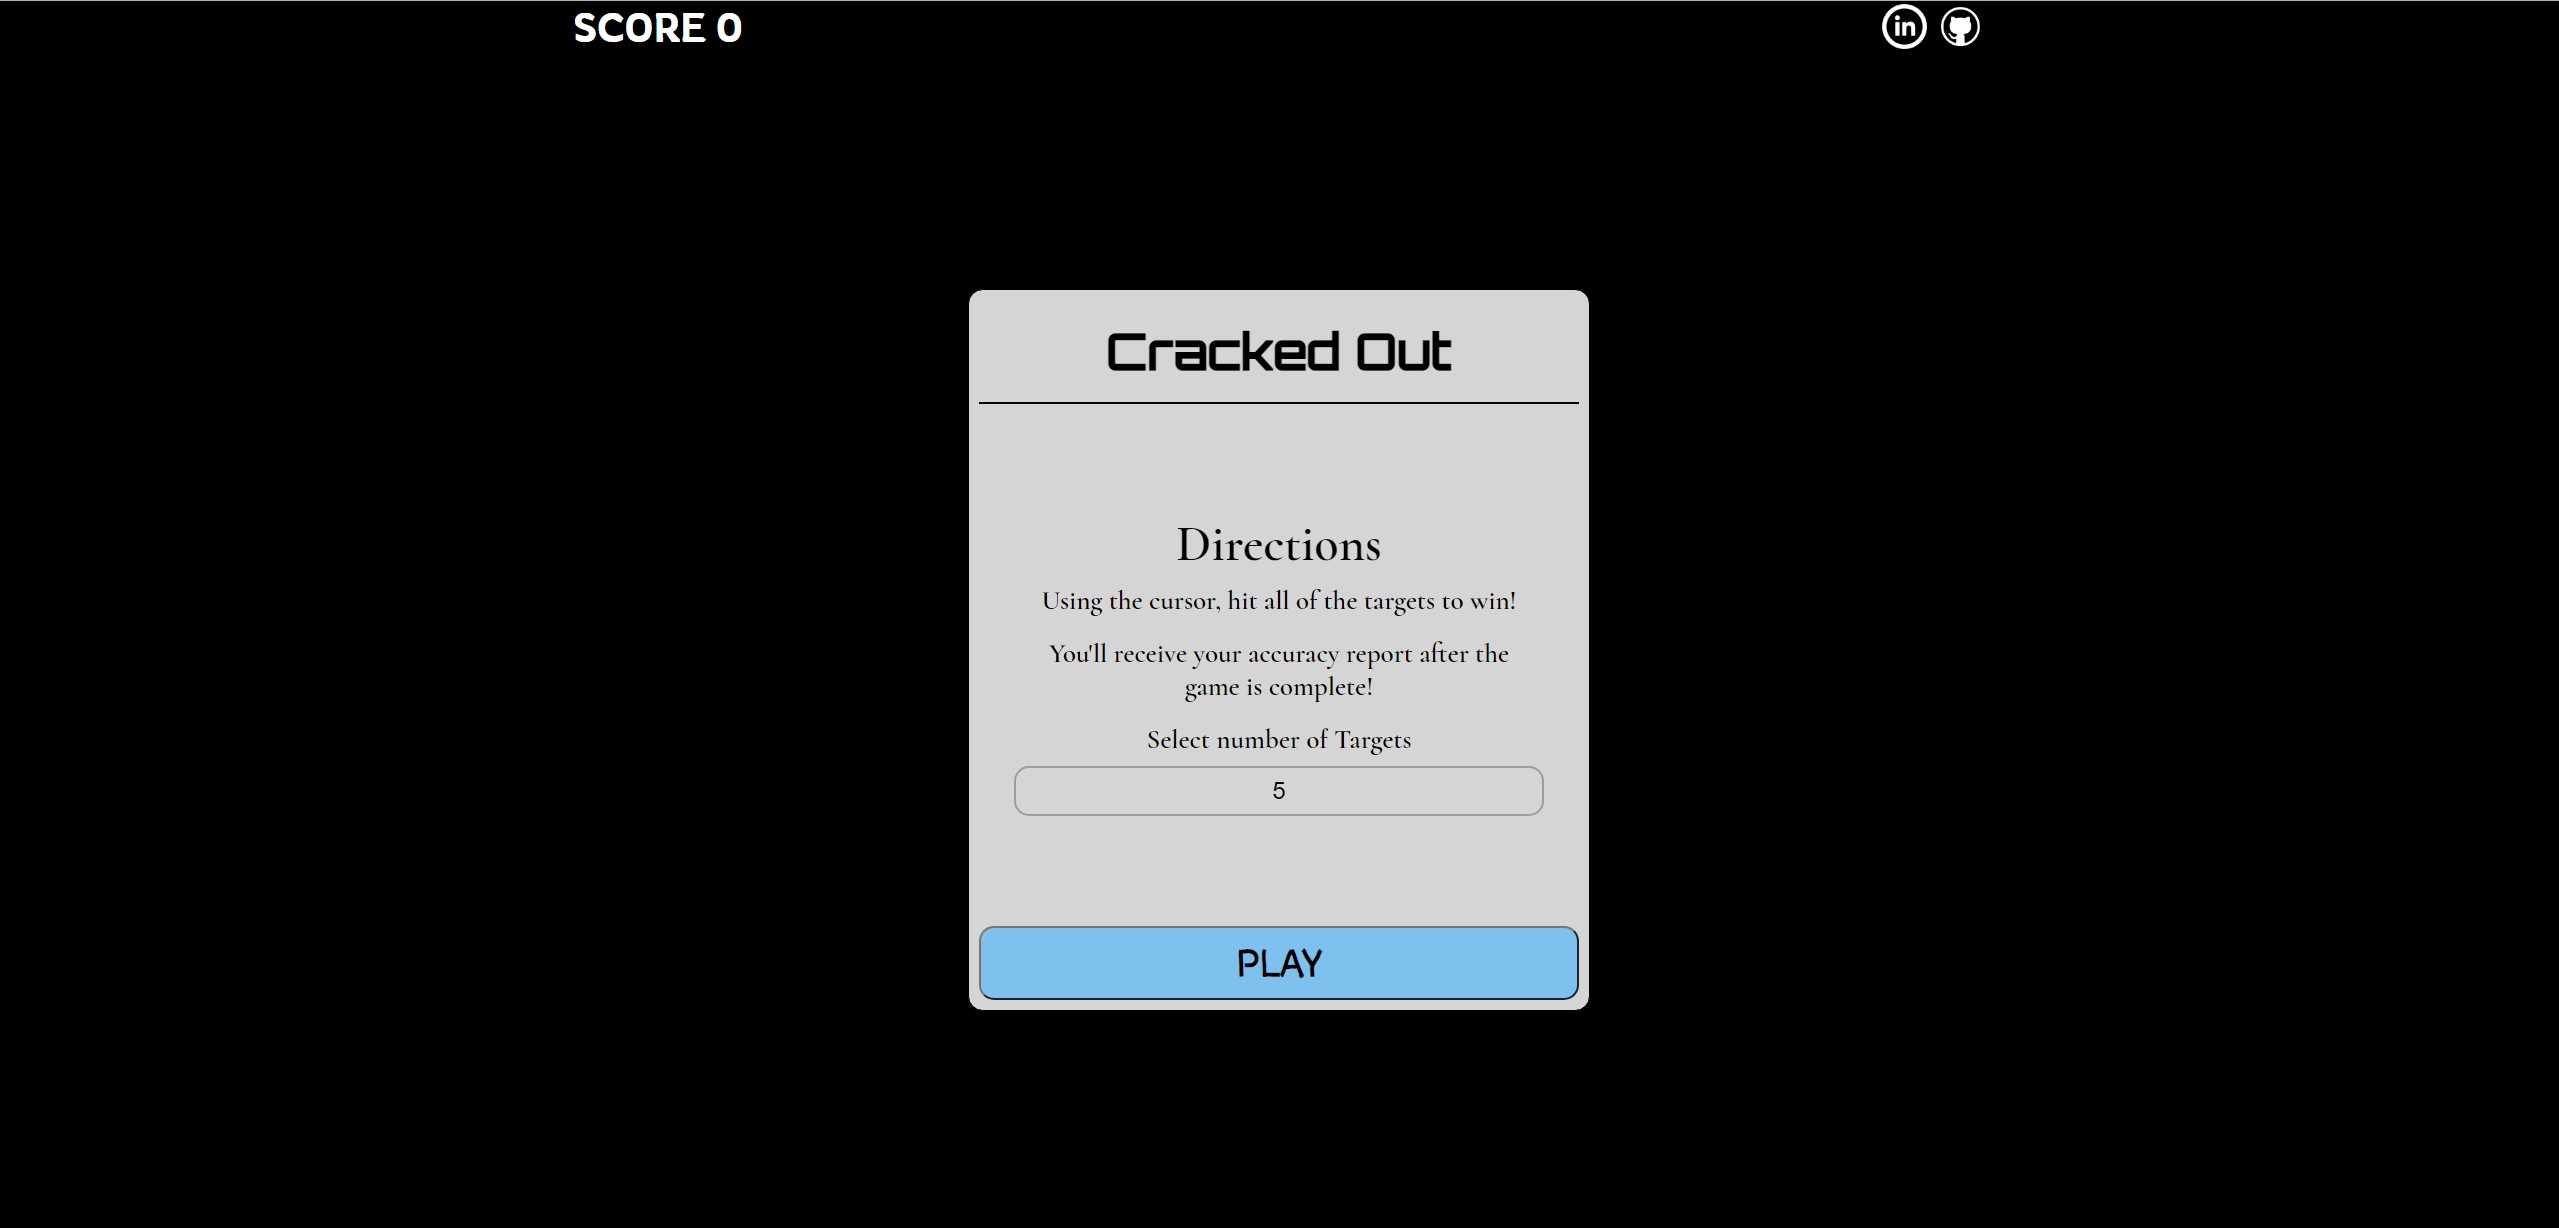 SCORE 0
in
Cracked Out
Directions
Using the cursor, hit all of the targets to win!
You'll receive your accuracy report after the
game is complete!
Select number of Targets
5
PLAY